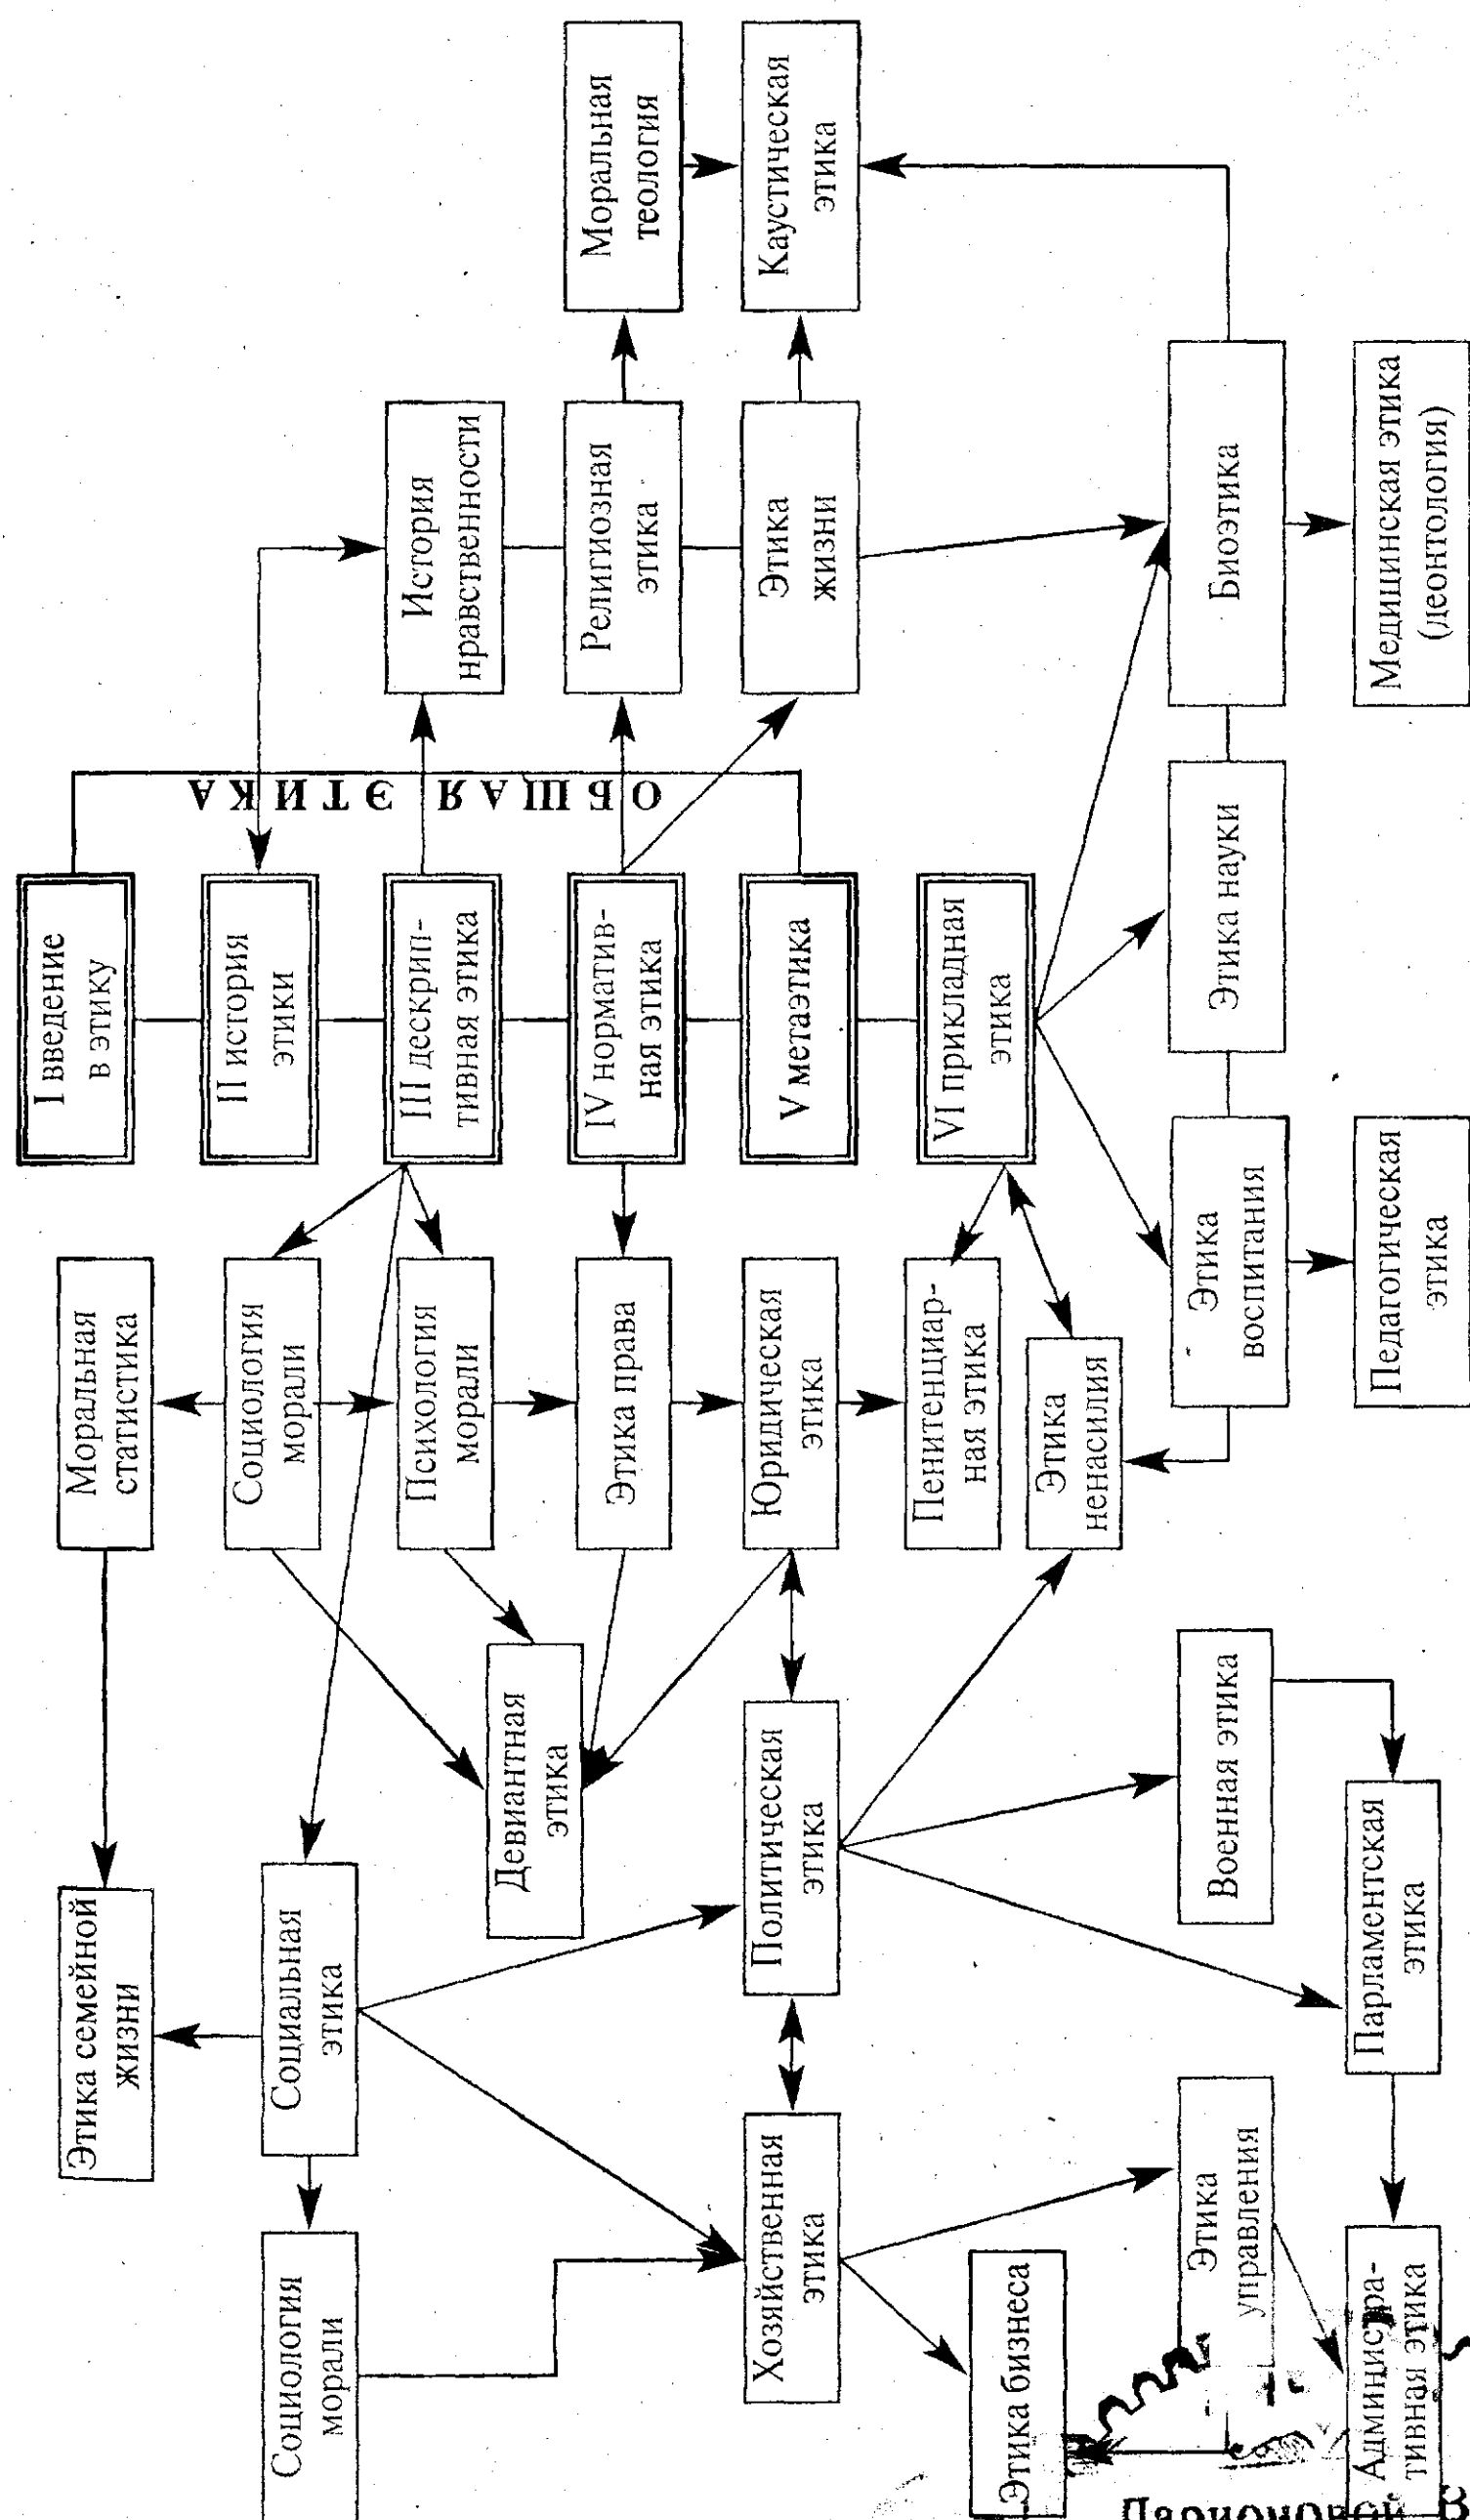 Этика семейной
жизни
Моральная
статистика
I введение
в этику
Социология
морали
Социальная
этика
Социология
морали
II история
этики
Психология
морали
III дескрип-
тивная этика
История
нравственности
Девиантная
этика
Этика права
IV норматив-
ная этика
Религиозная
этика
Моральная
теология
ОБЩАЯ ЭТИКА
Хозяйственная
этика
Политическая
этика
Юридическая
этика
V метаэтика
Этика
жизни
Каустическая
этика
Этика бизнеса
Пенитенциар-
ная этика
VI прикладная
этика
Этика
ненасилия
Этика
управления
Военная этика
Этика
воспитания
Этика науки
Биоэтика
Администра-
тивная этика
Парламентская
этика
Педагогическая
этика
Медицинская этика
(деонтология)